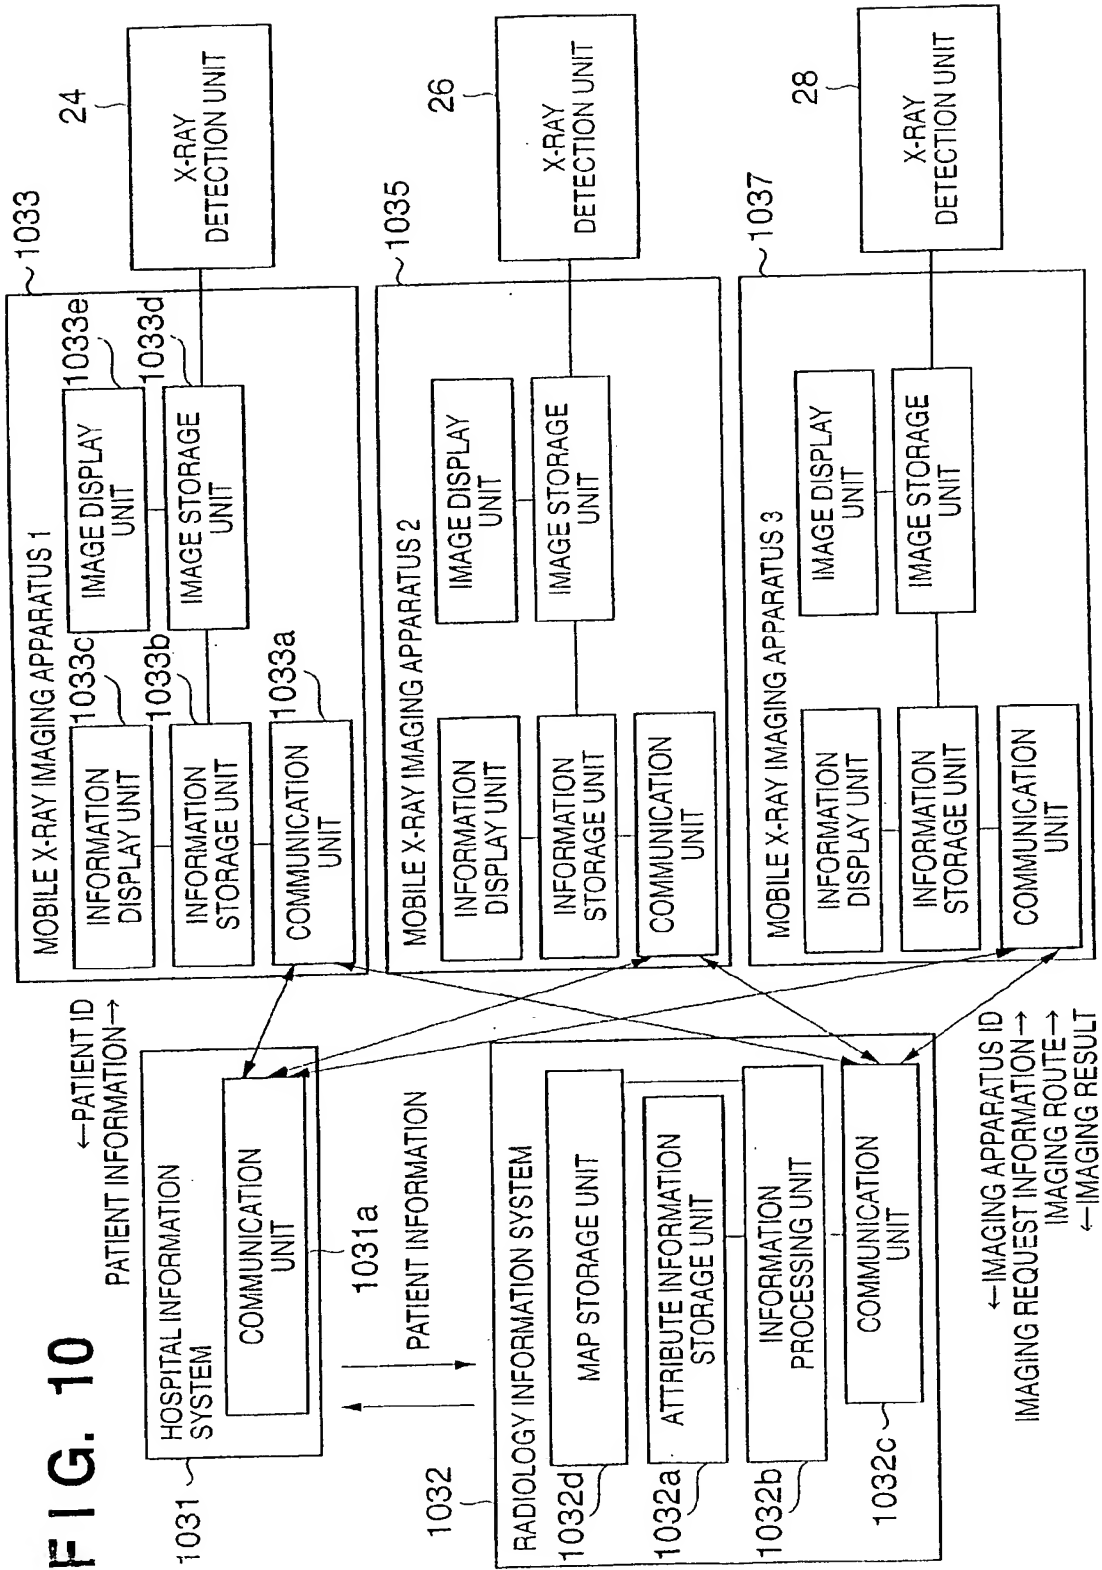 FIG. 10
1031
HOSPITAL INFORMATION
SYSTEM
COMMUNICATION
UNIT
1031a
←PATIENT ID
PATIENT INFORMATION→
PATIENT INFORMATION
1032
RADIOLOGY INFORMATION SYSTEM
MAP STORAGE UNIT
1032d
ATTRIBUTE INFORMATION
STORAGE UNIT
1032a
INFORMATION
PROCESSING UNIT
1032b
COMMUNICATION
UNIT
1032c
←IMAGING APPARATUS ID
IMAGING REQUEST INFORMATION→
IMAGING ROUTE→
←IMAGING RESULT
1033
MOBILE X-RAY IMAGING APPARATUS 1
1033c
INFORMATION
DISPLAY UNIT
1033b
INFORMATION
STORAGE UNIT
1033a
COMMUNICATION
UNIT
1033e
IMAGE DISPLAY
UNIT
1033d
IMAGE STORAGE
UNIT
24
X-RAY
DETECTION UNIT
1035
MOBILE X-RAY IMAGING APPARATUS 2
INFORMATION
DISPLAY UNIT
INFORMATION
STORAGE UNIT
COMMUNICATION
UNIT
IMAGE DISPLAY
UNIT
IMAGE STORAGE
UNIT
26
X-RAY
DETECTION UNIT
1037
MOBILE X-RAY IMAGING APPARATUS 3
INFORMATION
DISPLAY UNIT
INFORMATION
STORAGE UNIT
COMMUNICATION
UNIT
IMAGE DISPLAY
UNIT
IMAGE STORAGE
UNIT
28
X-RAY
DETECTION UNIT